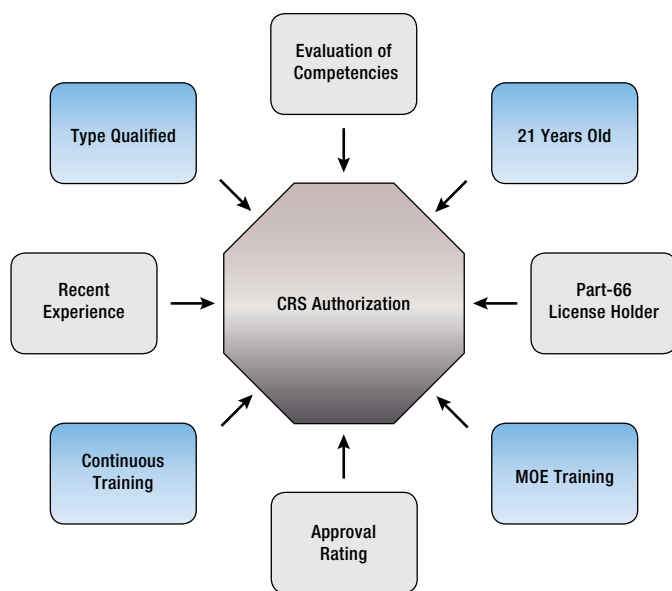 Evaluation of
Competencies
Type Qualified
21 Years Old
Recent
Experience
CRS Authorization
Part-66
License Holder
Continuous
Training
MOE Training
Approval
Rating